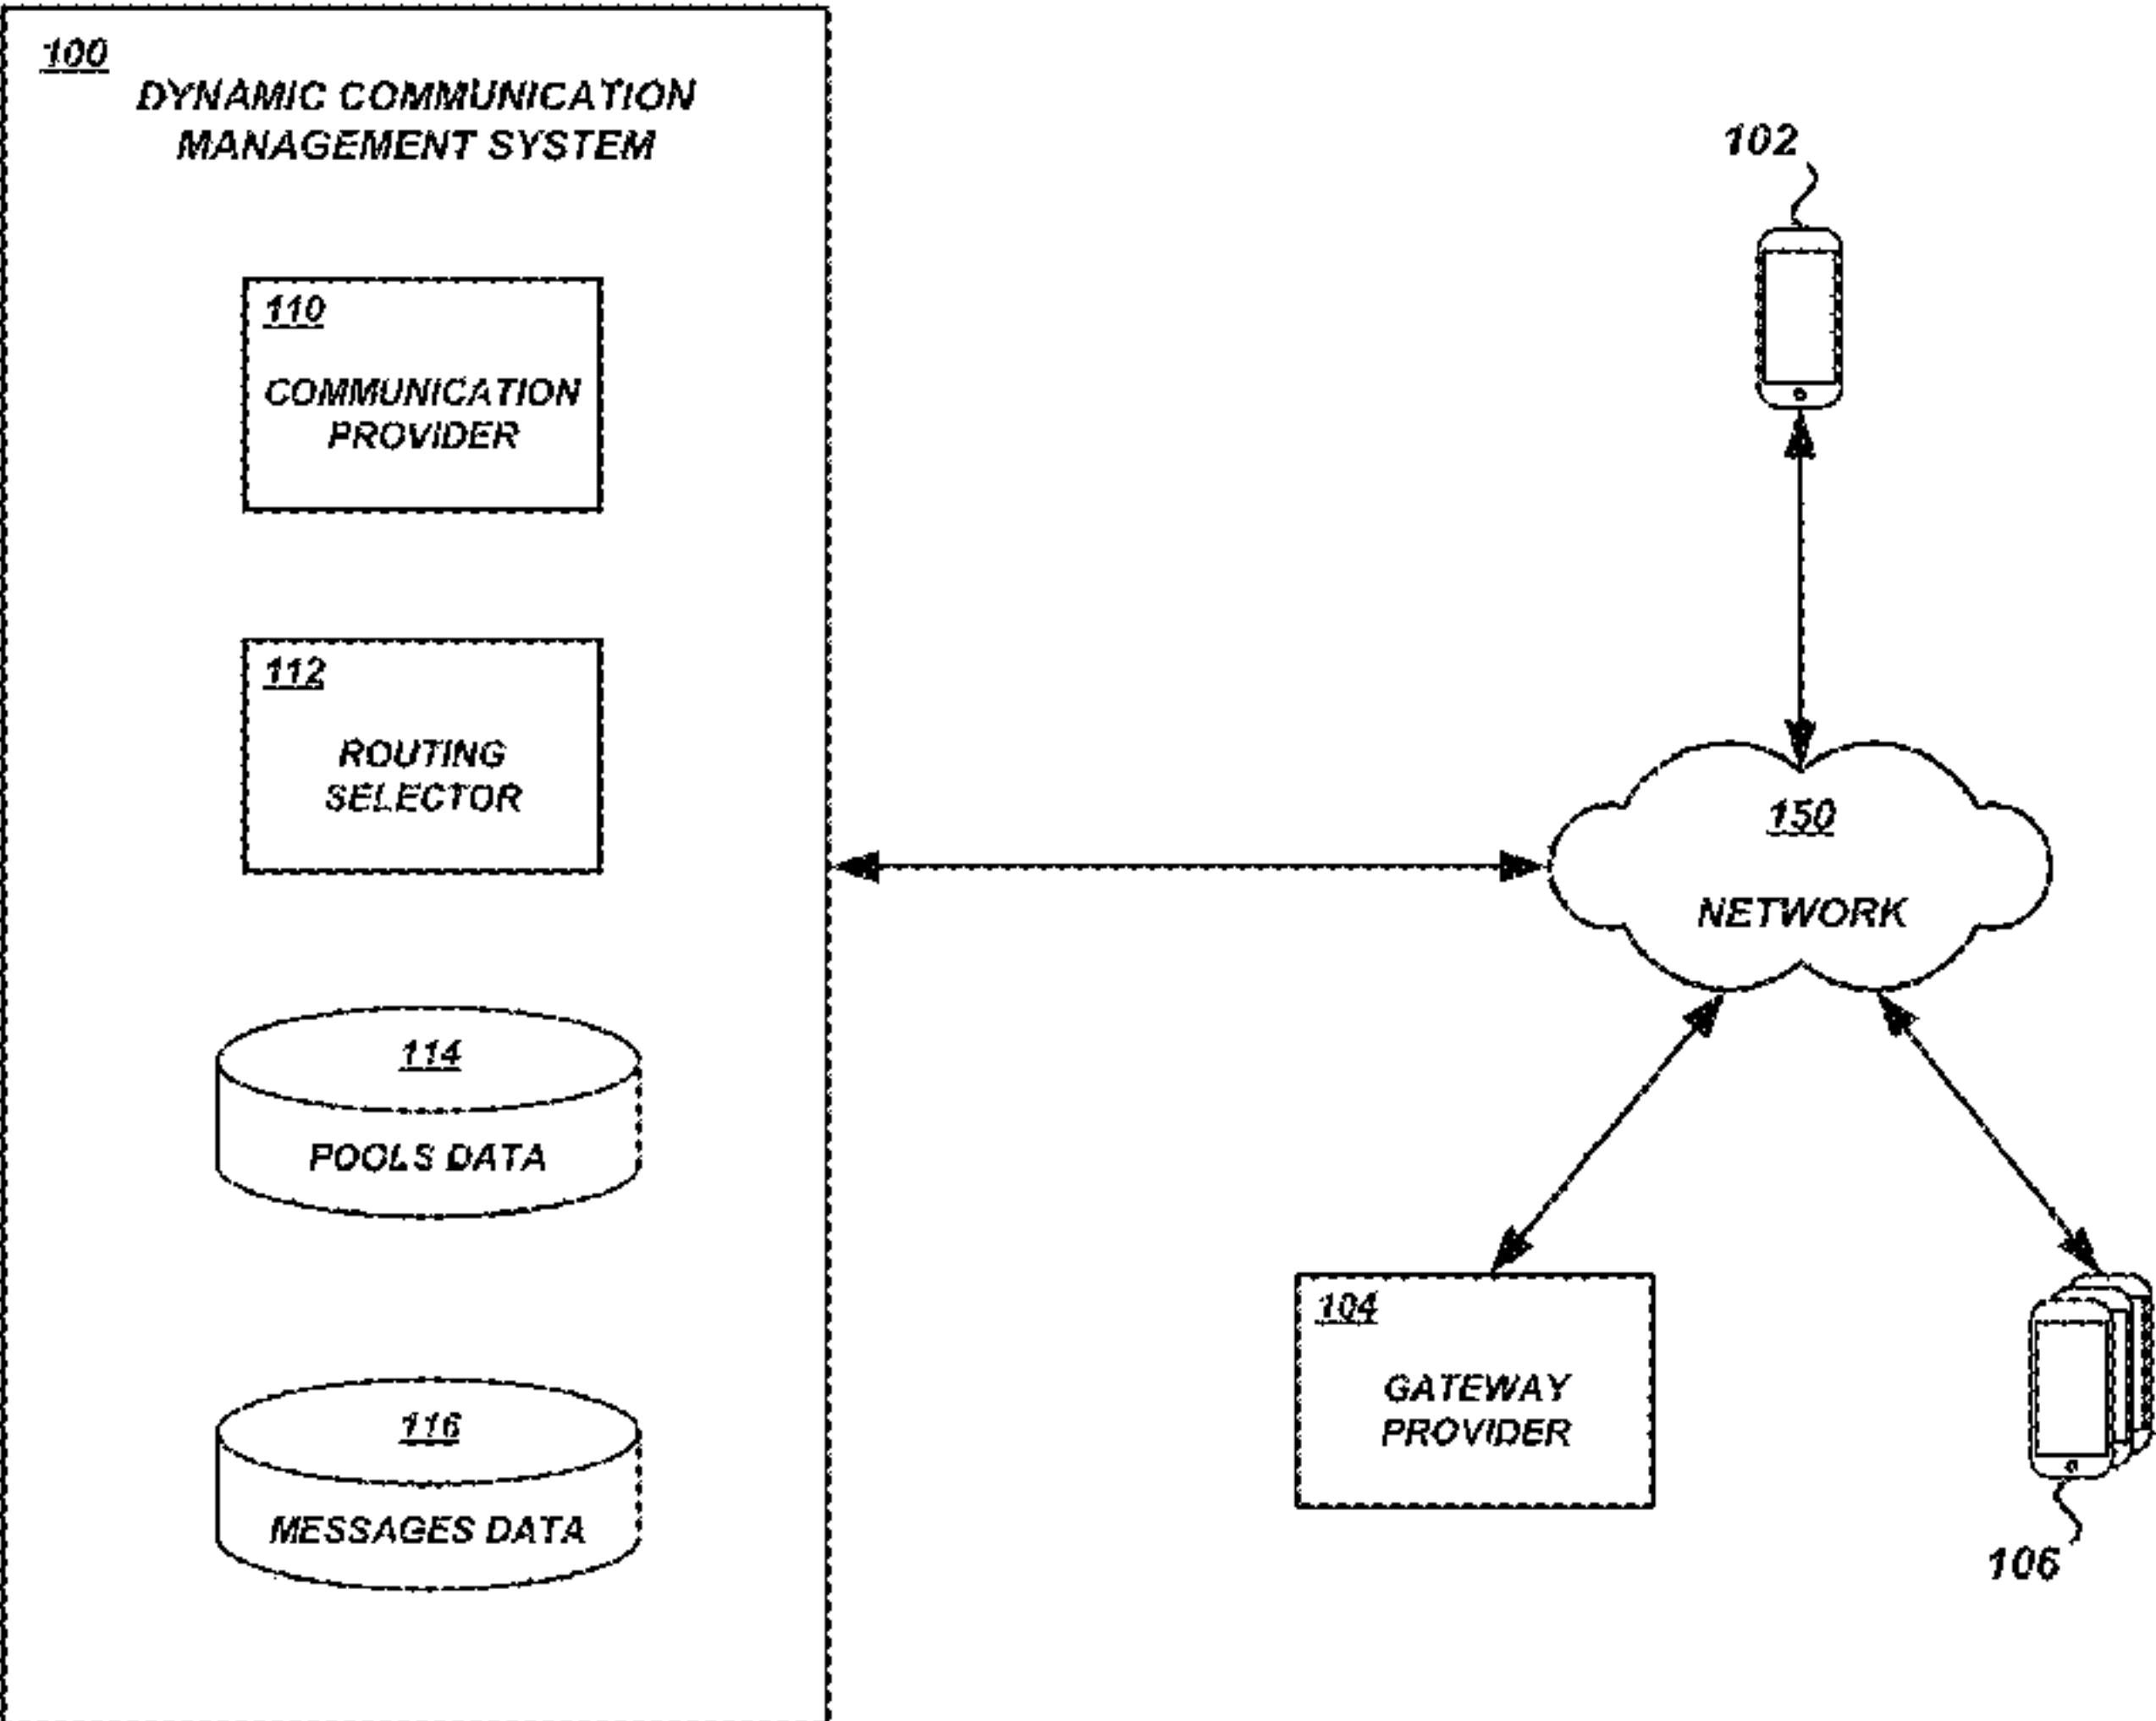 100
DYNAMIC COMMUNICATION
MANAGEMENT SYSTEM
110
COMMUNICATION
PROVIDER
112
ROUTING
SELECTOR
114
POOLS DATA
116
MESSAGES DATA
102
150
NETWORK
104
GATEWAY
PROVIDER
106